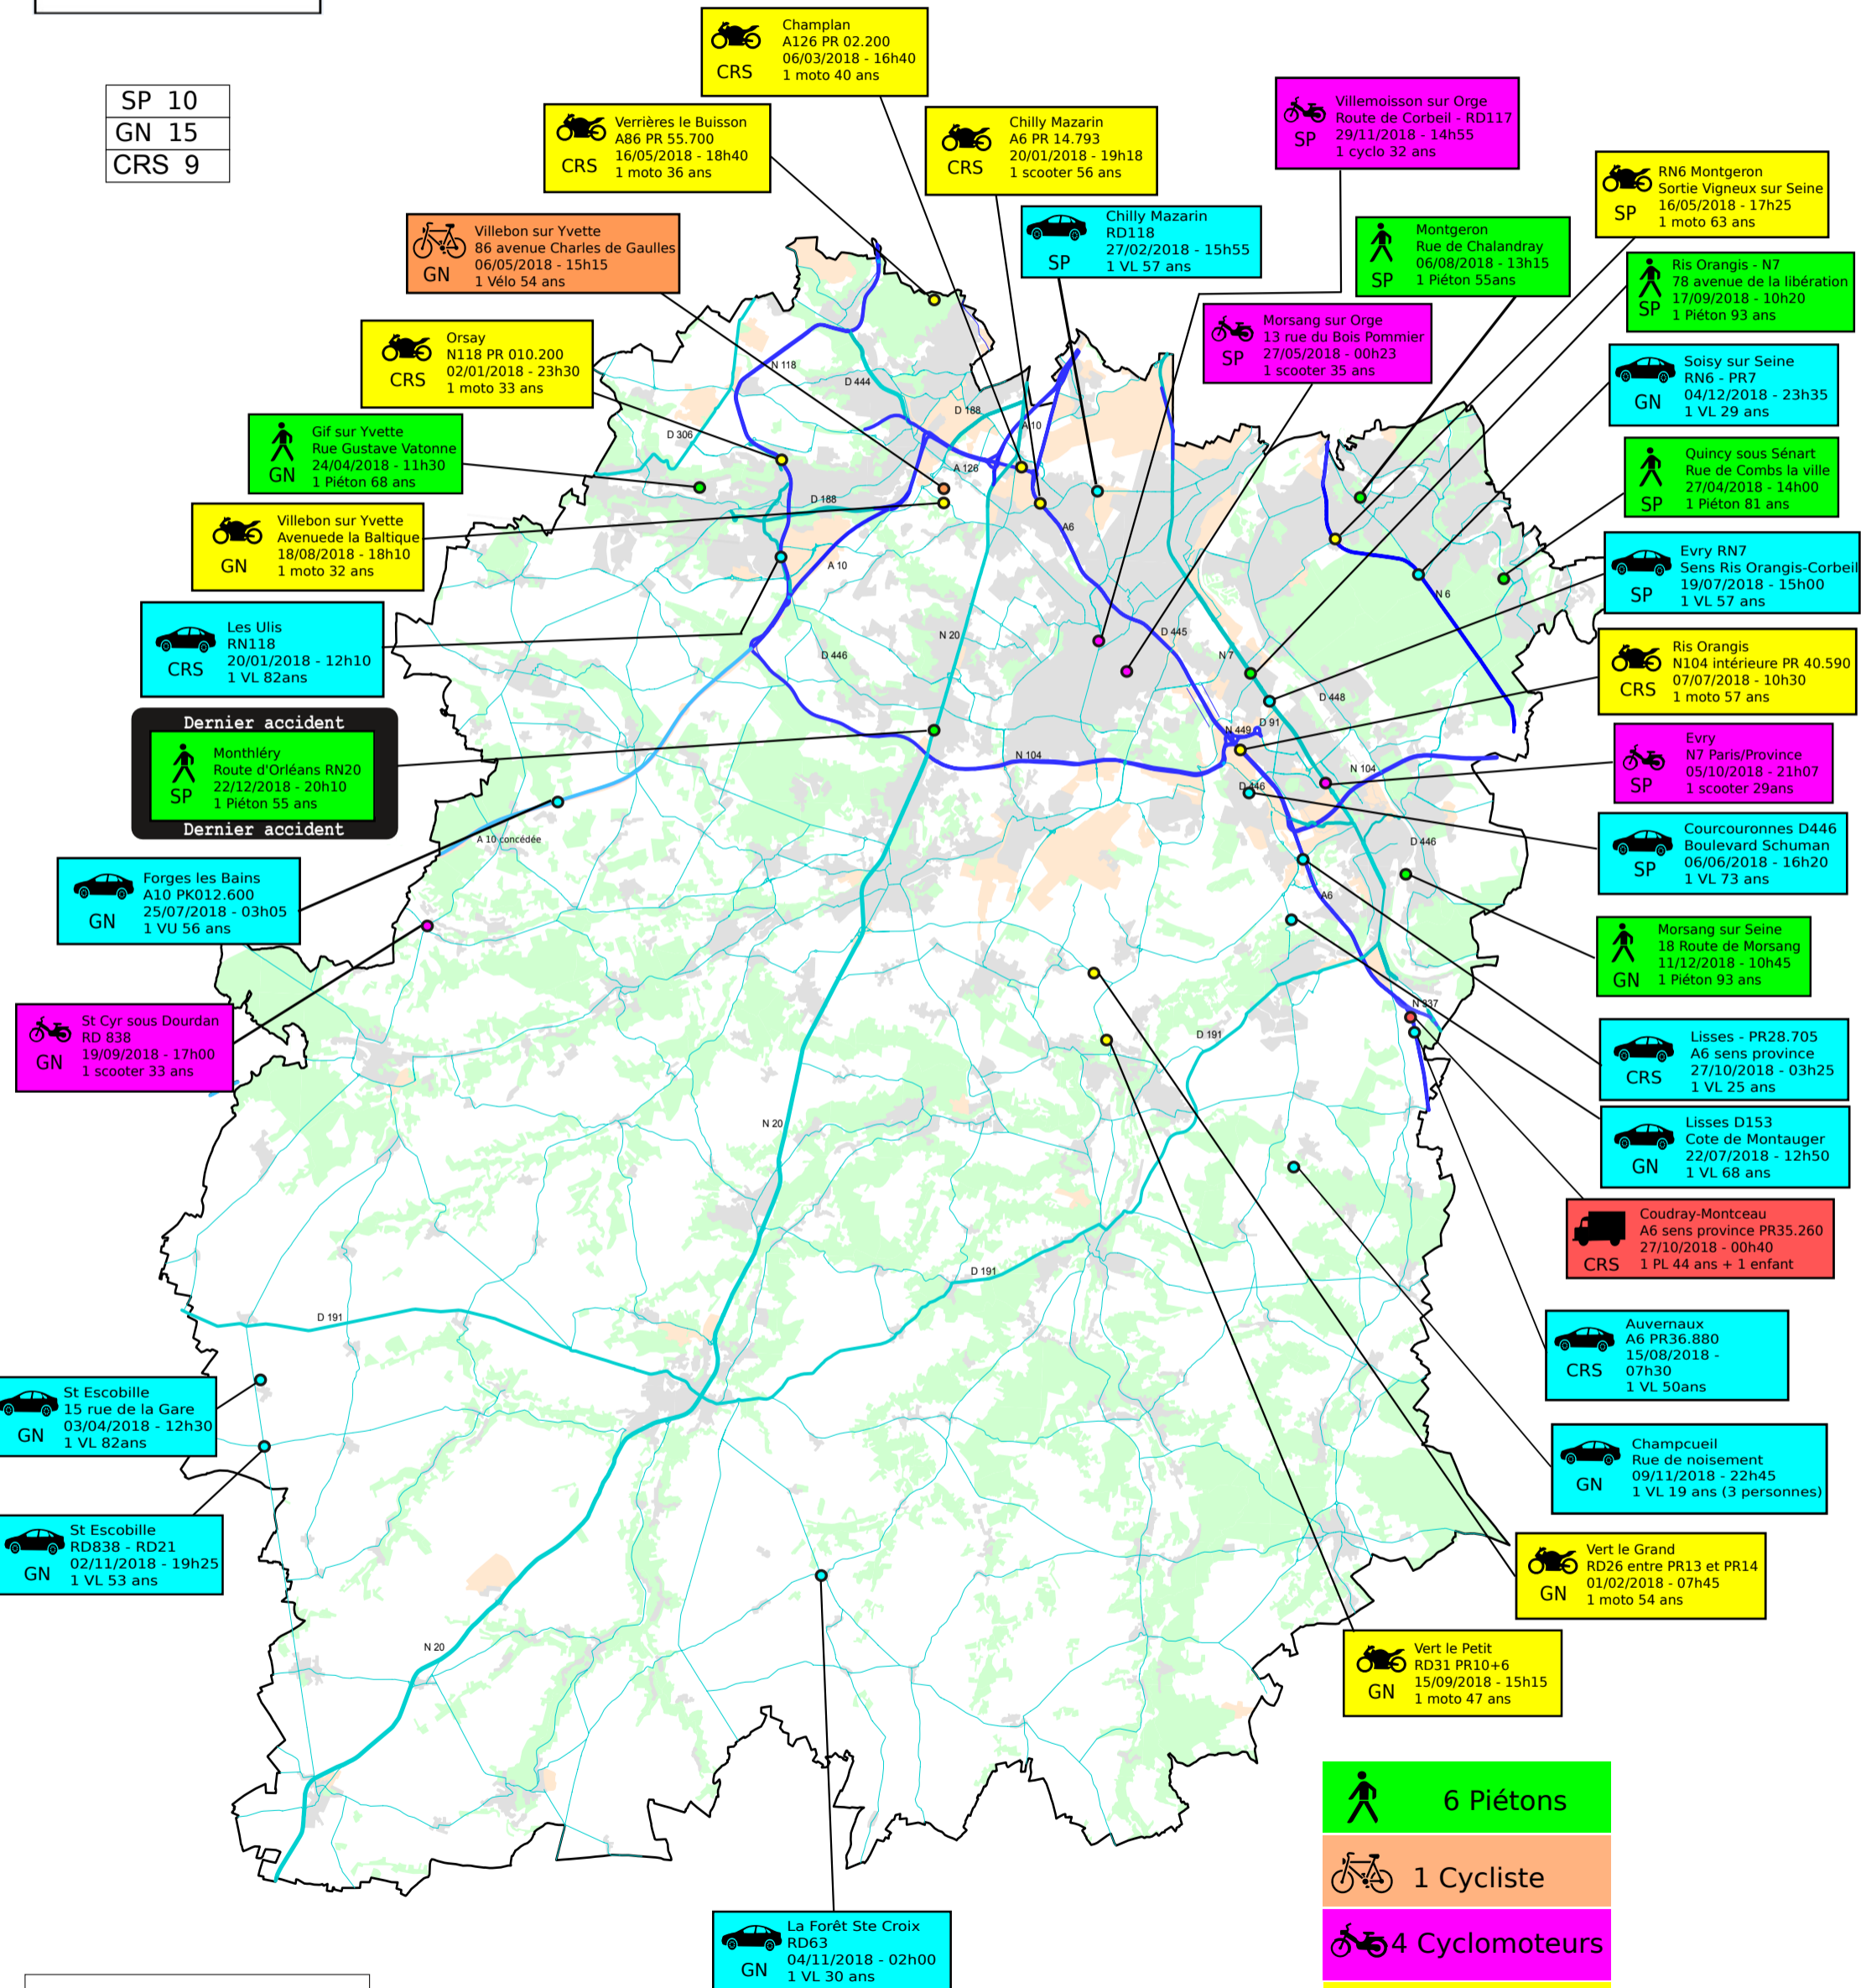 SP 10
GN 15
CRS 9
Champlan
A126 PR 02.200
06/03/2018 - 16h40
1 moto 40 ans
CRS
Verrières le Buisson
A86 PR 55.700
16/05/2018 - 18h40
1 moto 36 ans
CRS
Chilly Mazarin
A6 PR 14.793
20/01/2018 - 19h18
1 scooter 56 ans
CRS
Villemoisson sur Orge
Route de Corbeil - RD117
29/11/2018 - 14h55
1 cyclo 32 ans
SP
RN6 Montgeron
Sortie Vigneux sur Seine
16/05/2018 - 17h25
1 moto 63 ans
SP
Villebon sur Yvette
86 avenue Charles de Gaulles
06/05/2018 - 15h15
1 Vélo 54 ans
GN
Chilly Mazarin
RD118
27/02/2018 - 15h55
1 VL 57 ans
SP
Montgeron
Rue de Chalandray
06/08/2018 - 13h15
1 Piéton 55ans
SP
Ris Orangis - N7
78 avenue de la libération
17/09/2018 - 10h20
1 Piéton 93 ans
SP
Morsang sur Orge
13 rue du Bois Pommier
27/05/2018 - 00h23
1 scooter 35 ans
SP
Orsay
N118 PR 010.200
02/01/2018 - 23h30
1 moto 33 ans
CRS
Soisy sur Seine
RN6 - PR7
04/12/2018 - 23h35
1 VL 29 ans
GN
Gif sur Yvette
Rue Gustave Vatonne
24/04/2018 - 11h30
1 Piéton 68 ans
GN
Quincy sous Sénart
Rue de Combs la ville
27/04/2018 - 14h00
1 Piéton 81 ans
SP
Villebon sur Yvette
Avenuede la Baltique
18/08/2018 - 18h10
1 moto 32 ans
GN
Evry RN7
Sens Ris Orangis-Corbeil
19/07/2018 - 15h00
1 VL 57 ans
SP
Les Ulis
RN118
20/01/2018 - 12h10
1 VL 82ans
CRS
Ris Orangis
N104 intérieure PR 40.590
07/07/2018 - 10h30
1 moto 57 ans
CRS
Dernier accident
Monthléry
Route d'Orléans RN20
22/12/2018 - 20h10
1 Piéton 55 ans
SP
Dernier accident
Evry
N7 Paris/Province
05/10/2018 - 21h07
1 scooter 29ans
SP
Courcouronnes D446
Boulevard Schuman
06/06/2018 - 16h20
1 VL 73 ans
SP
Forges les Bains
A10 PK012.600
25/07/2018 - 03h05
1 VU 56 ans
GN
Morsang sur Seine
18 Route de Morsang
11/12/2018 - 10h45
1 Piéton 93 ans
GN
St Cyr sous Dourdan
RD 838
19/09/2018 - 17h00
1 scooter 33 ans
GN
Lisses - PR28.705
A6 sens province
27/10/2018 - 03h25
1 VL 25 ans
CRS
Lisses D153
Cote de Montauger
22/07/2018 - 12h50
1 VL 68 ans
GN
Coudray-Montceau
A6 sens province PR35.260
27/10/2018 - 00h40
1 PL 44 ans + 1 enfant
CRS
Auvernaux
A6 PR36.880
15/08/2018 -
07h30
1 VL 50ans
CRS
St Escobille
15 rue de la Gare
03/04/2018 - 12h30
1 VL 82ans
GN
Champcueil
Rue de noisement
09/11/2018 - 22h45
1 VL 19 ans (3 personnes)
GN
St Escobille
RD838 - RD21
02/11/2018 - 19h25
1 VL 53 ans
GN
Vert le Grand
RD26 entre PR13 et PR14
01/02/2018 - 07h45
1 moto 54 ans
GN
Vert le Petit
RD31 PR10+6
15/09/2018 - 15h15
1 moto 47 ans
GN
La Forêt Ste Croix
RD63
04/11/2018 - 02h00
1 VL 30 ans
GN
N 118
D 444
D 188
A 10
D 306
A 126
D 188
A6
A 10
N 6
N 20
D 445
D 446
N 7
D 448
D 91
N 449
N 104
N 104
D 446
A 10 concédée
D 446
A6
N 337
D 191
N 20
D 191
D 191
N 20
6 Piétons
1 Cycliste
4 Cyclomoteurs